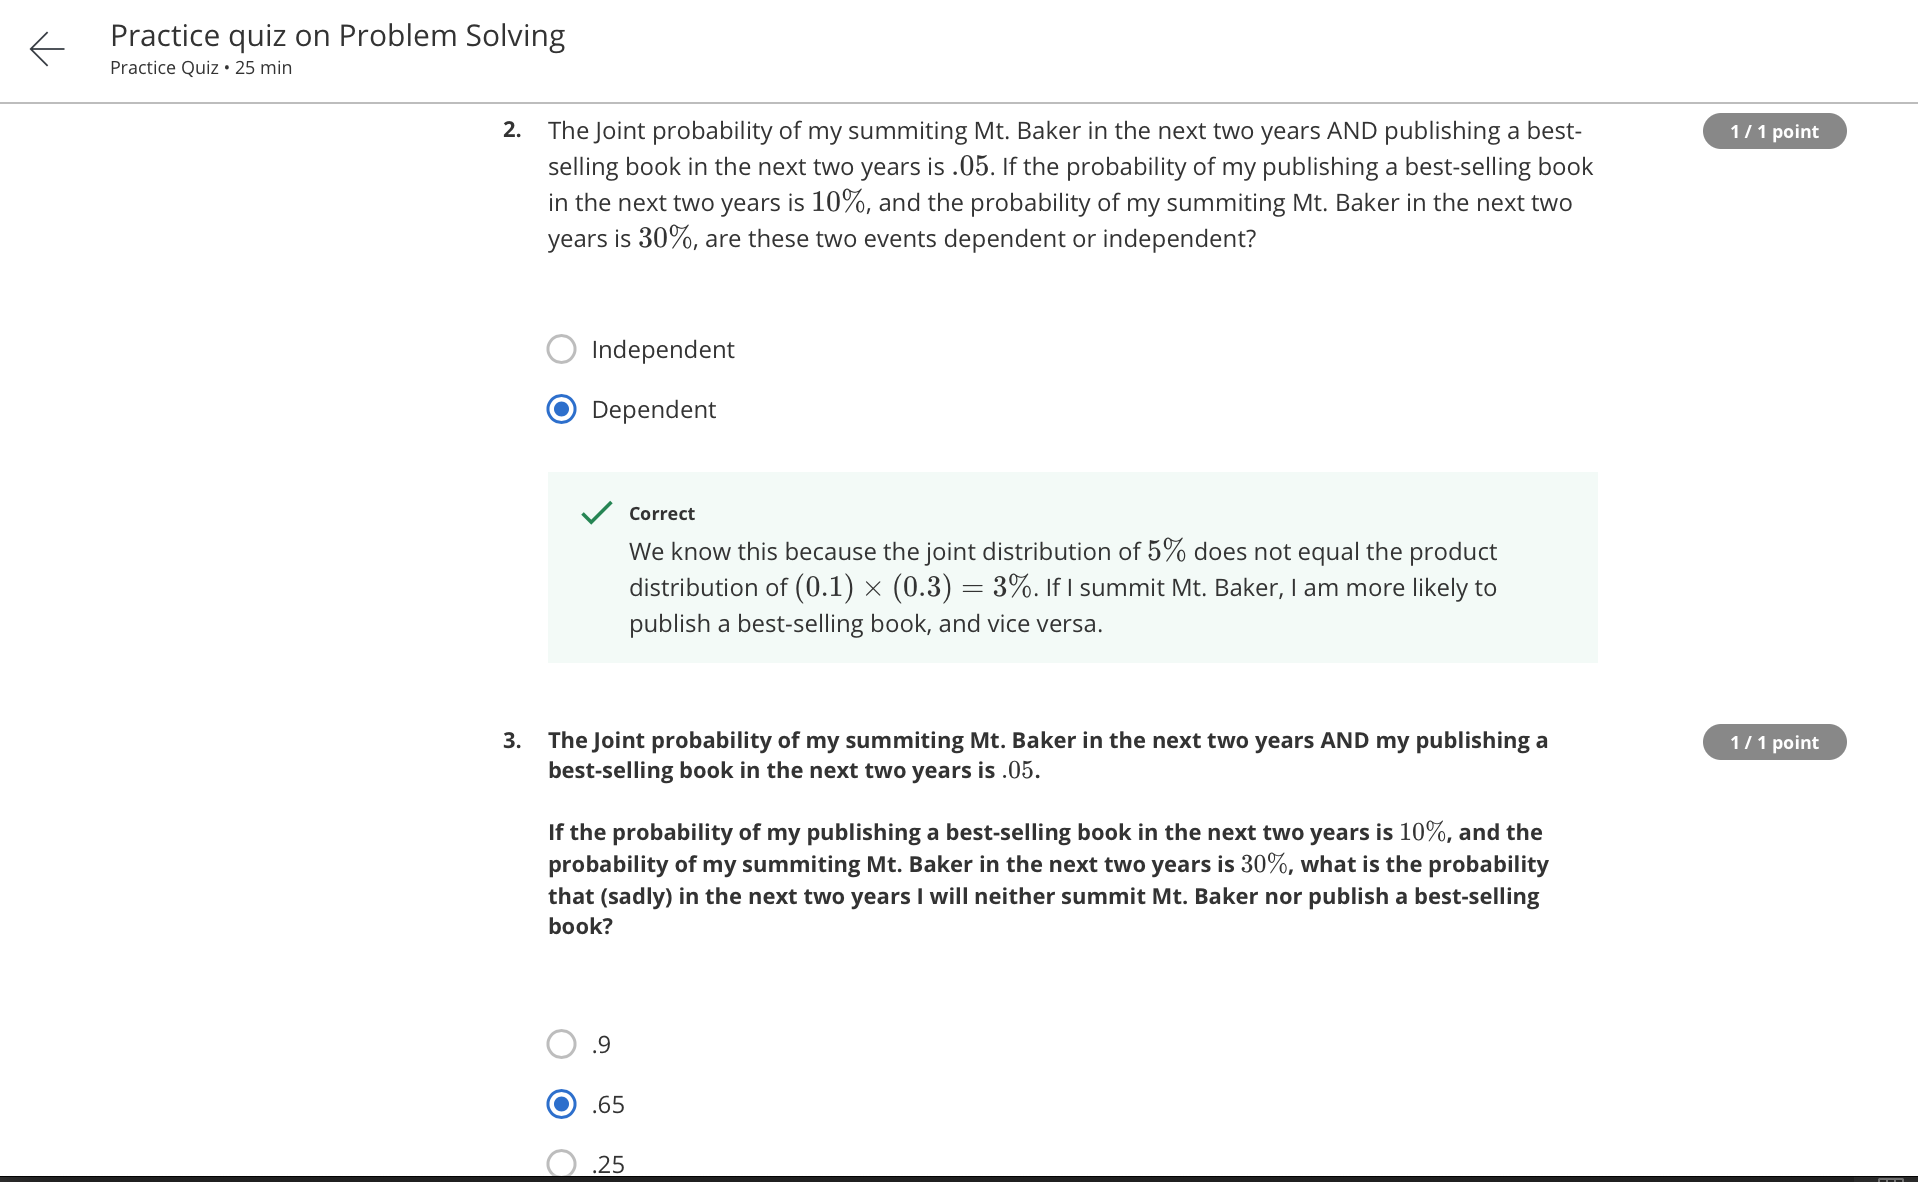 Practice quiz on Problem Solving
Practice Quiz • 25 min
2. The Joint probability of my summiting Mt. Baker in the next two years AND publishing a best-
1 / 1 point
selling book in the next two years is .05. If the probability of my publishing a best-selling book
in the next two years is 10%, and the probability of my summiting Mt. Baker in the next two
years is 30%, are these two events dependent or independent?
Independent
Dependent
Correct
We know this because the joint distribution of 5% does not equal the product
distribution of (0.1) × (0.3) = 3%. If I summit Mt. Baker, I am more likely to
publish a best-selling book, and vice versa.
3. The Joint probability of my summiting Mt. Baker in the next two years AND my publishing a
1 / 1 point
best-selling book in the next two years is .05.
If the probability of my publishing a best-selling book in the next two years is 10%, and the
probability of my summiting Mt. Baker in the next two years is 30%, what is the probability
that (sadly) in the next two years I will neither summit Mt. Baker nor publish a best-selling
book?
.9
.65
.25